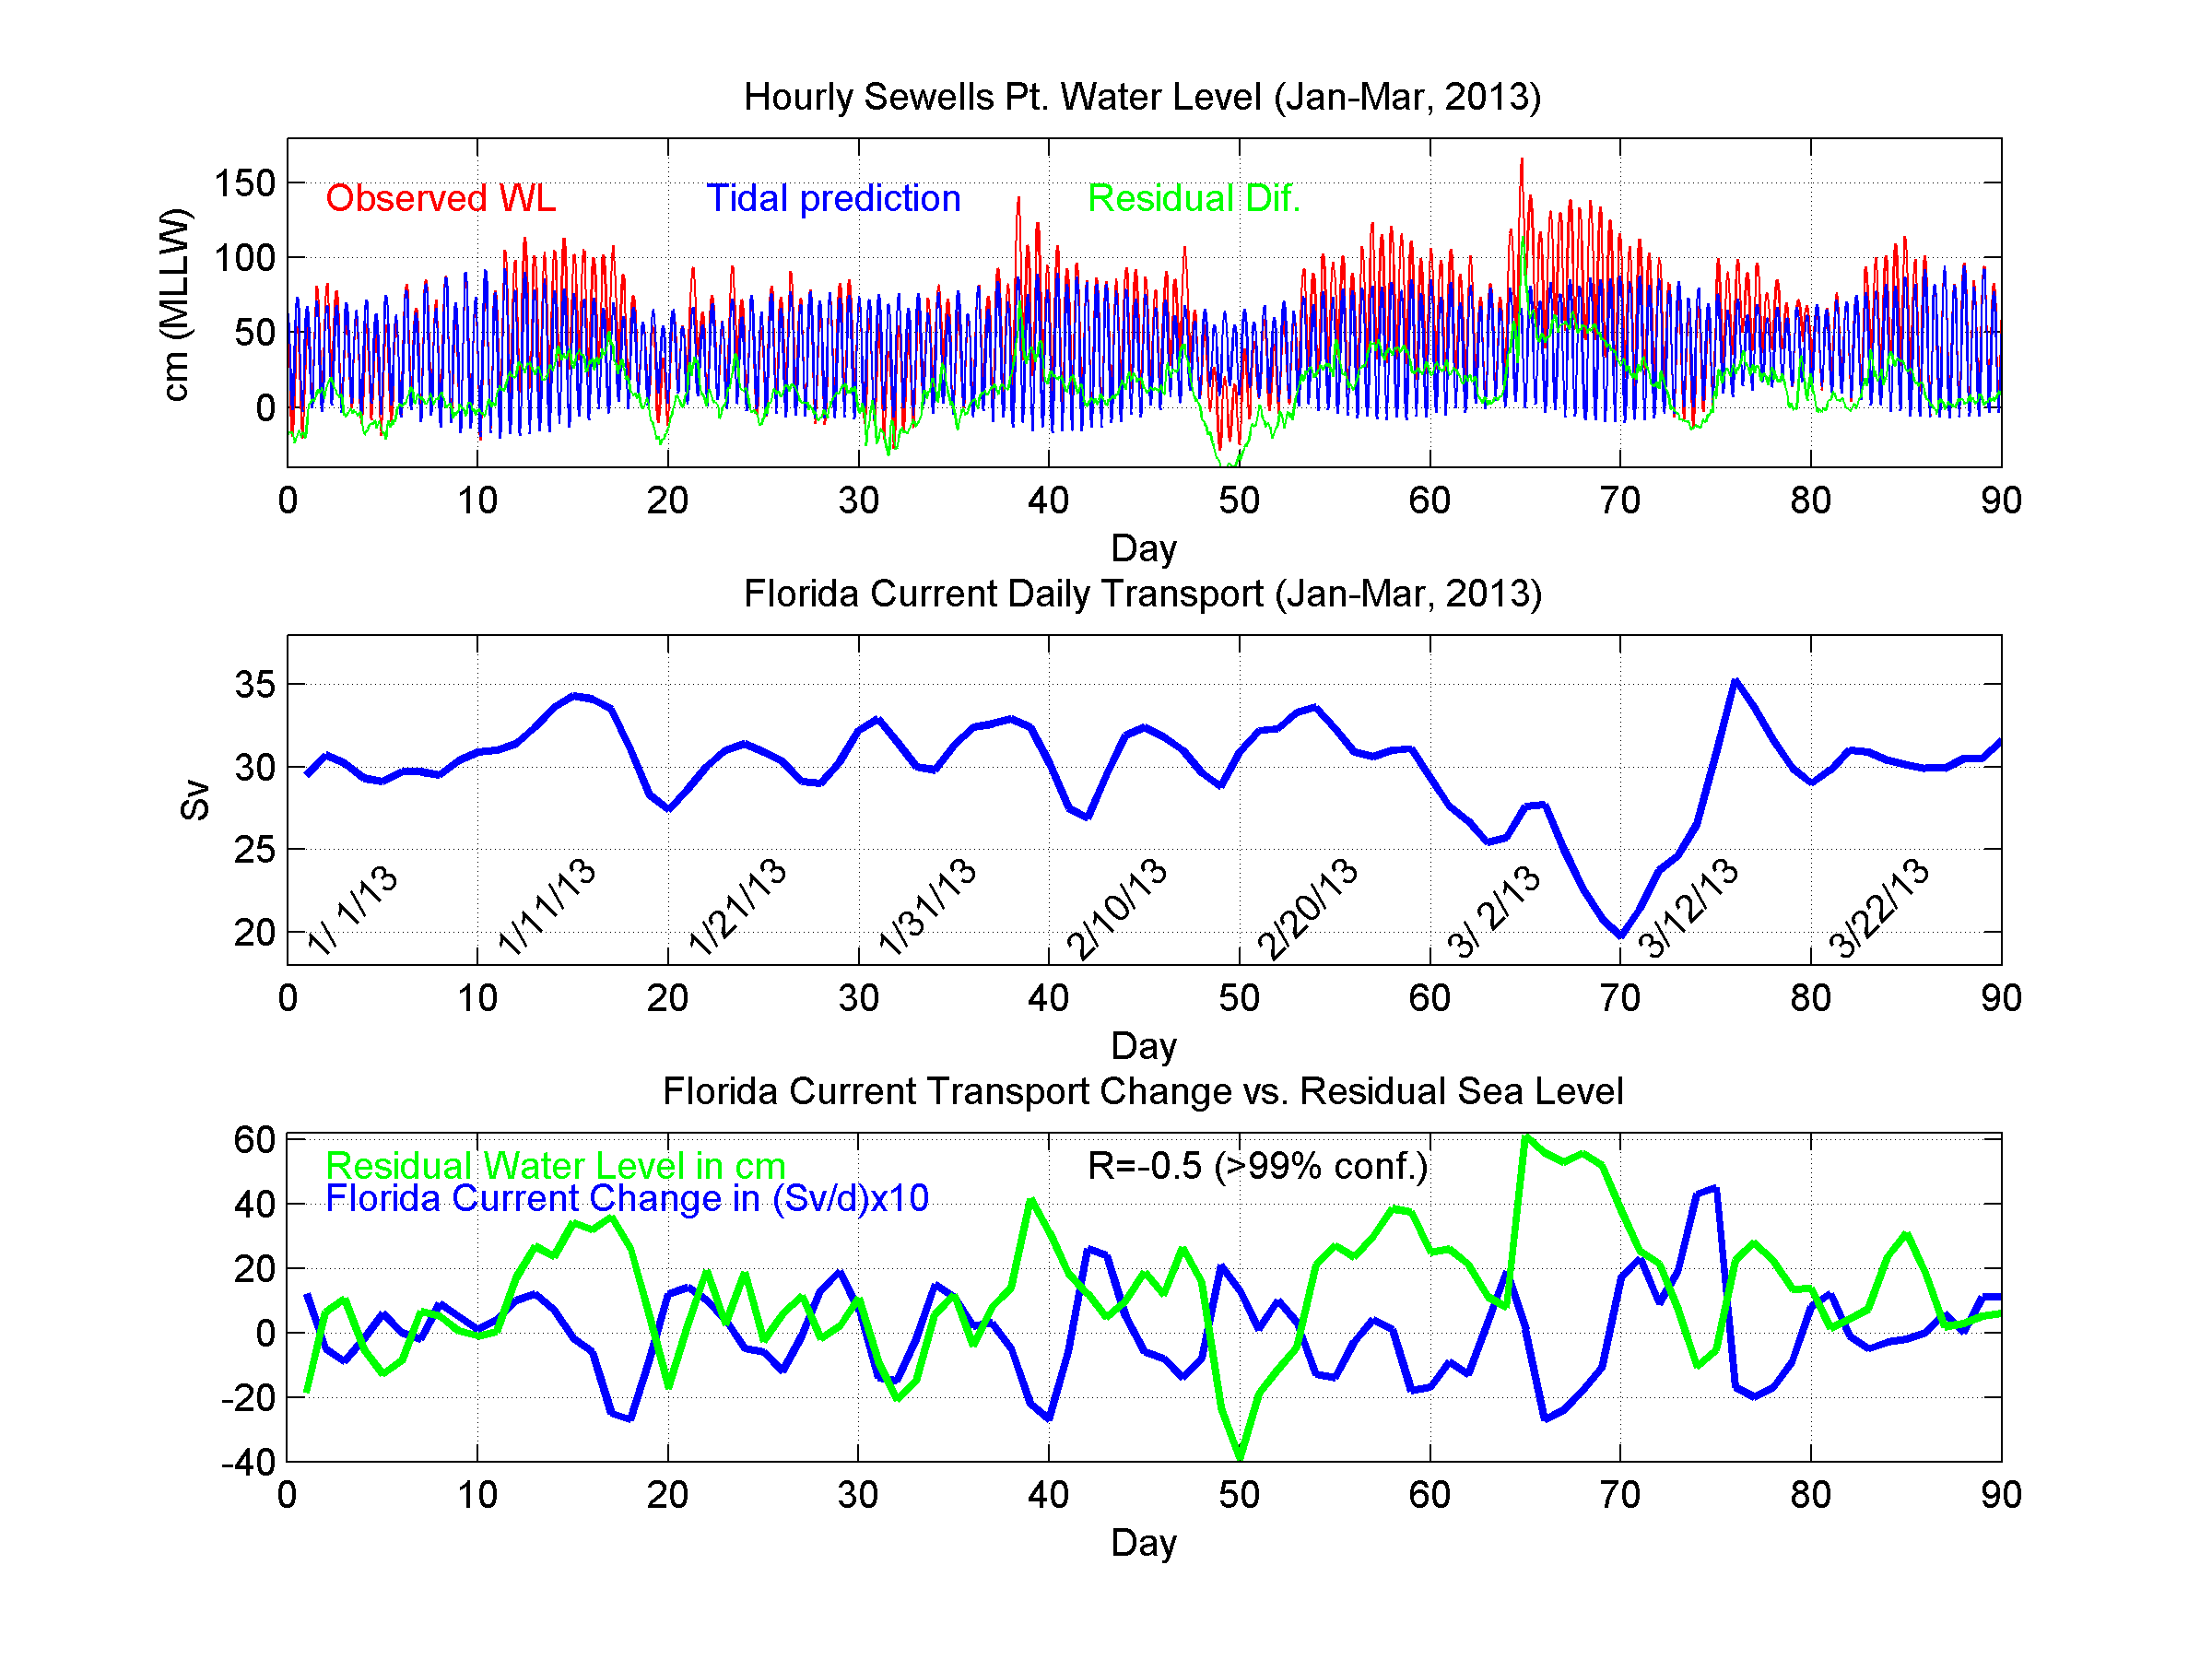 Hourly Sewells Pt. Water Level (Jan-Mar, 2013)
cm (MLLW)
150
100
50
0
Observed WL Tidal prediction Residual Dif.
0 10 20 30 40 50 60 70 80 90
Day
Florida Current Daily Transport (Jan-Mar, 2013)
Sv
35
30
25
20
1/ 1/13 1/11/13 1/21/13 1/31/13 2/10/13 2/20/13 3/ 2/13 3/12/13 3/22/13
0 10 20 30 40 50 60 70 80 90
Day
Florida Current Transport Change vs. Residual Sea Level
60
40
20
0
-20
-40
Residual Water Level in cm R=-0.5 (>99% conf.)
Florida Current Change in (Sv/d)x10
0 10 20 30 40 50 60 70 80 90
Day